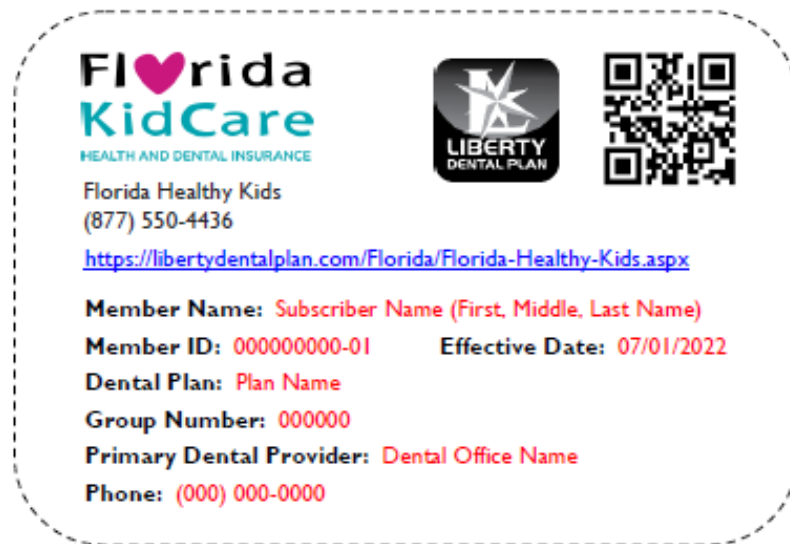 Florida
KidCare
HEALTH AND DENTAL INSURANCE
L
LIBERTY
DENTAL PLAN
Florida Healthy Kids
(877) 550-4436
https://libertydentalplan.com/Florida/Florida-Healthy-Kids.aspx
Member Name: Subscriber Name (First, Middle, Last Name)
Member ID: 000000000-01 Effective Date: 07/01/2022
Dental Plan: Plan Name
Group Number: 000000
Primary Dental Provider: Dental Office Name
Phone: (000) 000-0000